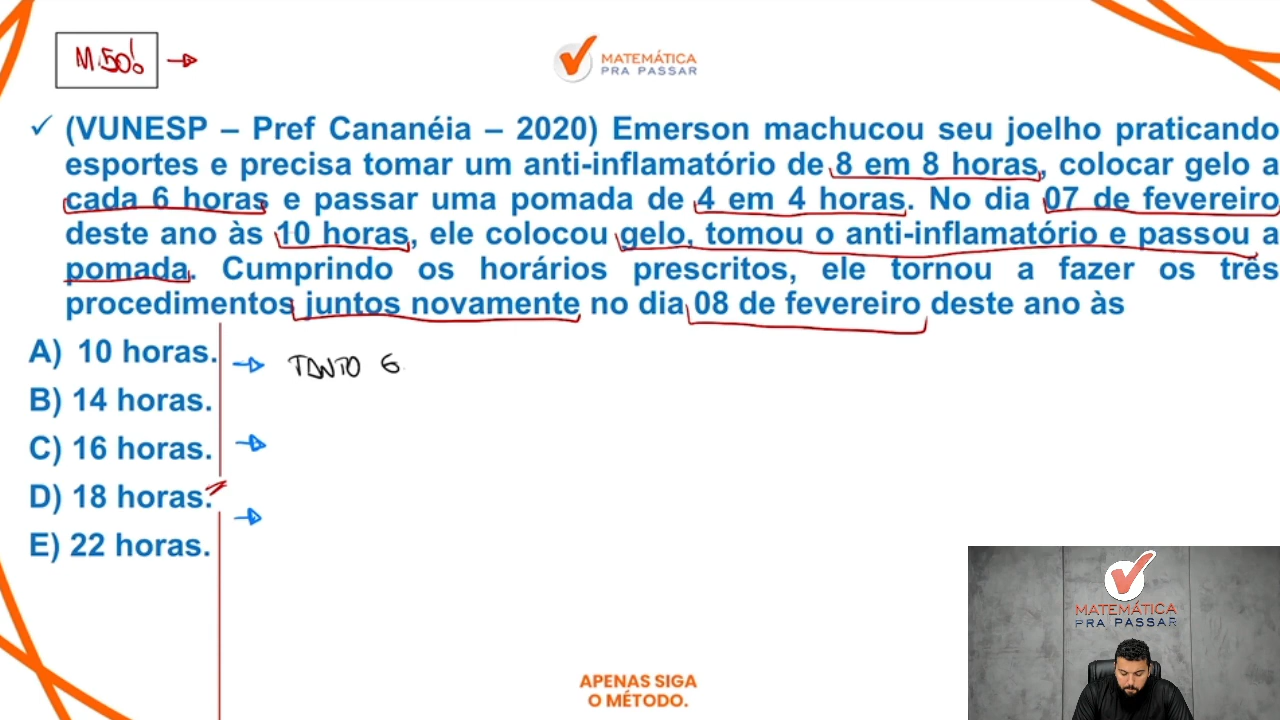 M.50!
MATEMÁTICA
PRA PASSAR
✓ (VUNESP – Pref Cananéia – 2020) Emerson machucou seu joelho praticando
esportes e precisa tomar um anti-inflamatório de 8 em 8 horas, colocar gelo a
cada 6 horas e passar uma pomada de 4 em 4 horas. No dia 07 de fevereiro
deste ano às 10 horas, ele colocou gelo, tomou o anti-inflamatório e passou a
pomada. Cumprindo os horários prescritos, ele tornou a fazer os três
procedimentos juntos novamente no dia 08 de fevereiro deste ano às
A) 10 horas.
TANTO E
B) 14 horas.
C) 16 horas.
D) 18 horas.
E) 22 horas.
MATEMÁTICA
PRA PASSAR
APENAS SIGA
O MÉTODO.